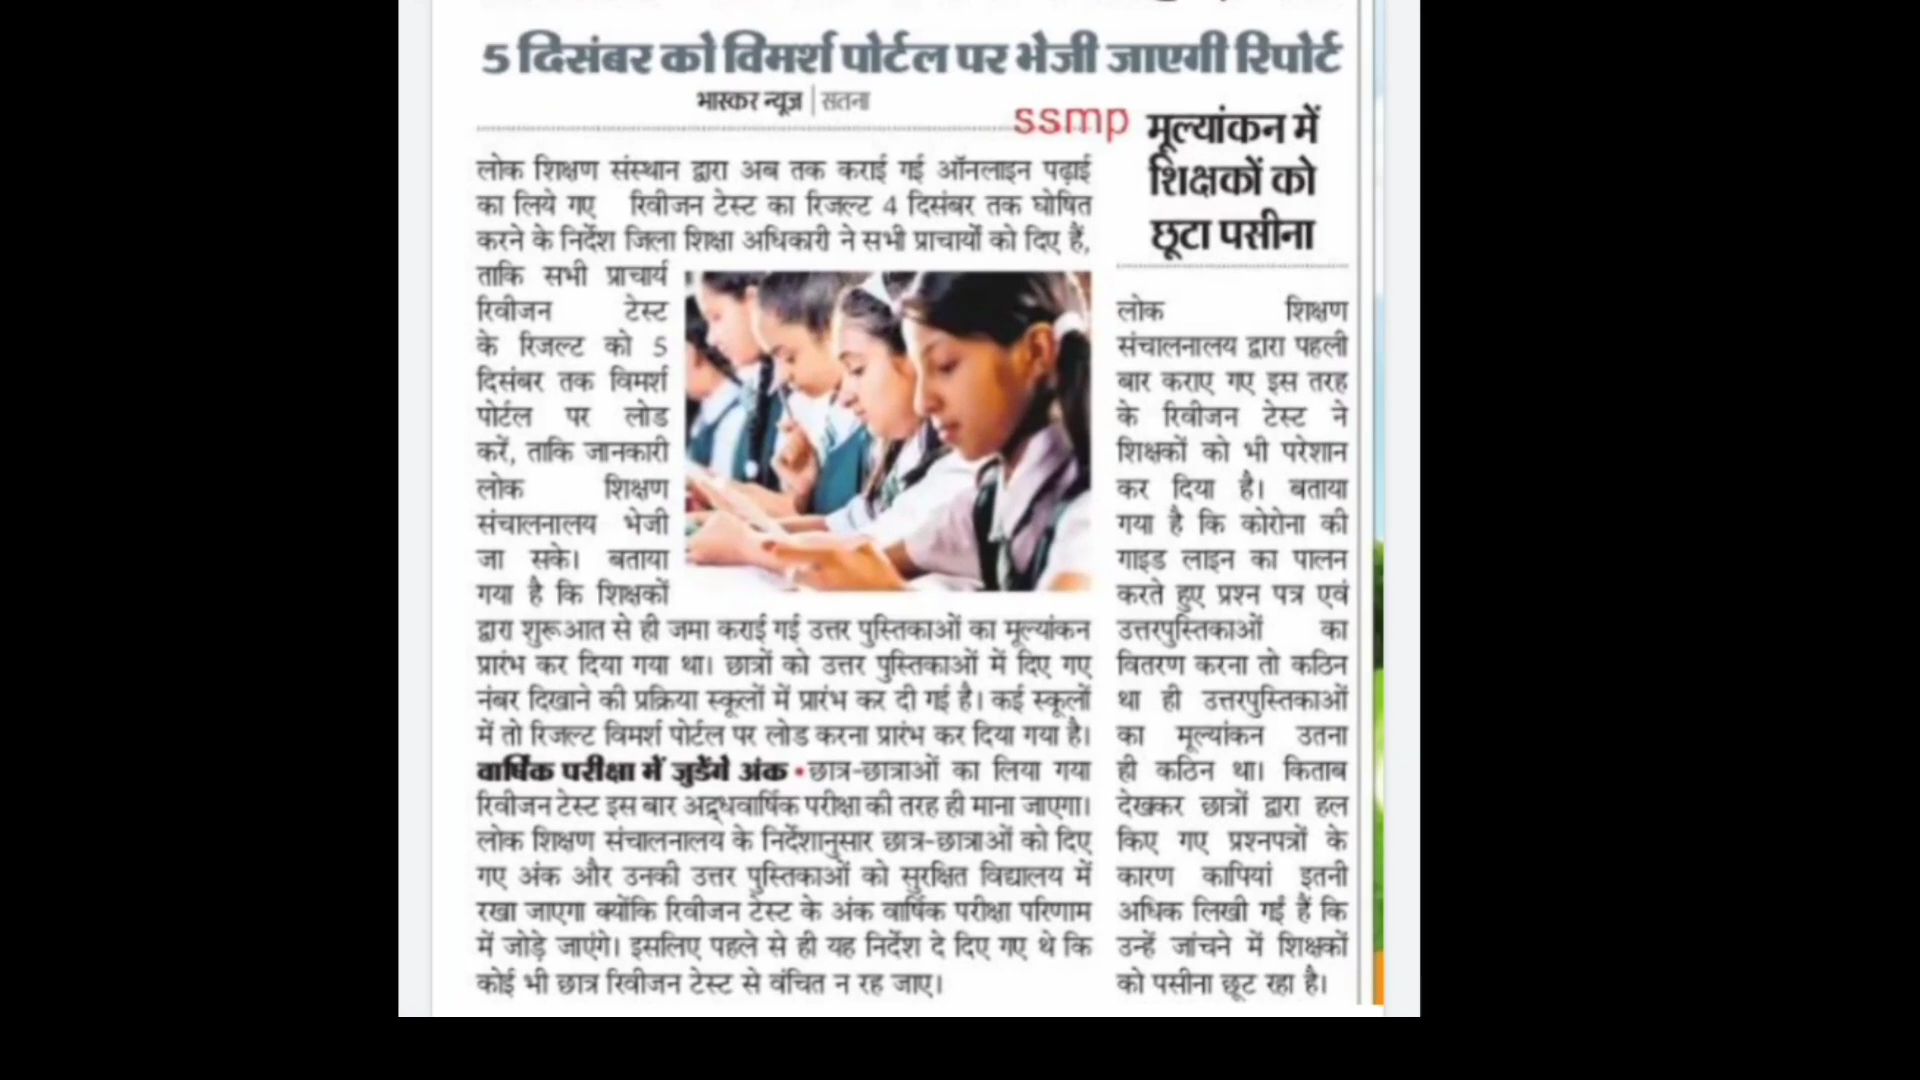 5 दिसंबर को विमर्श पोर्टल पर भेजी जाएगी रिपोर्ट
भास्कर न्यूज | सतना
ssmp
लोक शिक्षण संस्थान द्वारा अब तक कराई गई ऑनलाइन पढ़ाई
का लिये गए रिवीजन टेस्ट का रिजल्ट 4 दिसंबर तक घोषित
करने के निर्देश जिला शिक्षा अधिकारी ने सभी प्राचार्यों को दिए हैं,
ताकि सभी प्राचार्य
रिवीजन टेस्ट
के रिजल्ट को 5
दिसंबर तक विमर्श
पोर्टल पर लोड
करें, ताकि जानकारी
लोक शिक्षण
संचालनालय भेजी
जा सके। बताया
गया है कि शिक्षकों
द्वारा शुरूआत से ही जमा कराई गई उत्तर पुस्तिकाओं का मूल्यांकन
प्रारंभ कर दिया गया था। छात्रों को उत्तर पुस्तिकाओं में दिए गए
नंबर दिखाने की प्रक्रिया स्कूलों में प्रारंभ कर दी गई है। कई स्कूलों
में तो रिजल्ट विमर्श पोर्टल पर लोड करना प्रारंभ कर दिया गया है।
वार्षिक परीक्षा में जुडेंगे अंक • छात्र-छात्राओं का लिया गया
रिवीजन टेस्ट इस बार अद्र्धवार्षिक परीक्षा की तरह ही माना जाएगा।
लोक शिक्षण संचालनालय के निर्देशानुसार छात्र-छात्राओं को दिए
गए अंक और उनकी उत्तर पुस्तिकाओं को सुरक्षित विद्यालय में
रखा जाएगा क्योंकि रिवीजन टेस्ट के अंक वार्षिक परीक्षा परिणाम
में जोड़े जाएंगे। इसलिए पहले से ही यह निर्देश दे दिए गए थे कि
कोई भी छात्र रिवीजन टेस्ट से वंचित न रह जाए।
मूल्यांकन में
शिक्षकों को
छूटा पसीना
लोक शिक्षण
संचालनालय द्वारा पहली
बार कराए गए इस तरह
के रिवीजन टेस्ट ने
शिक्षकों को भी परेशान
कर दिया है। बताया
गया है कि कोरोना की
गाइड लाइन का पालन
करते हुए प्रश्न पत्र एवं
उत्तरपुस्तिकाओं का
वितरण करना तो कठिन
था ही उत्तरपुस्तिकाओं
का मूल्यांकन उतना
ही कठिन था। किताब
देखकर छात्रों द्वारा हल
किए गए प्रश्नपत्रों के
कारण कापियां इतनी
अधिक लिखी गईं हैं कि
उन्हें जांचने में शिक्षकों
को पसीना छूट रहा है।